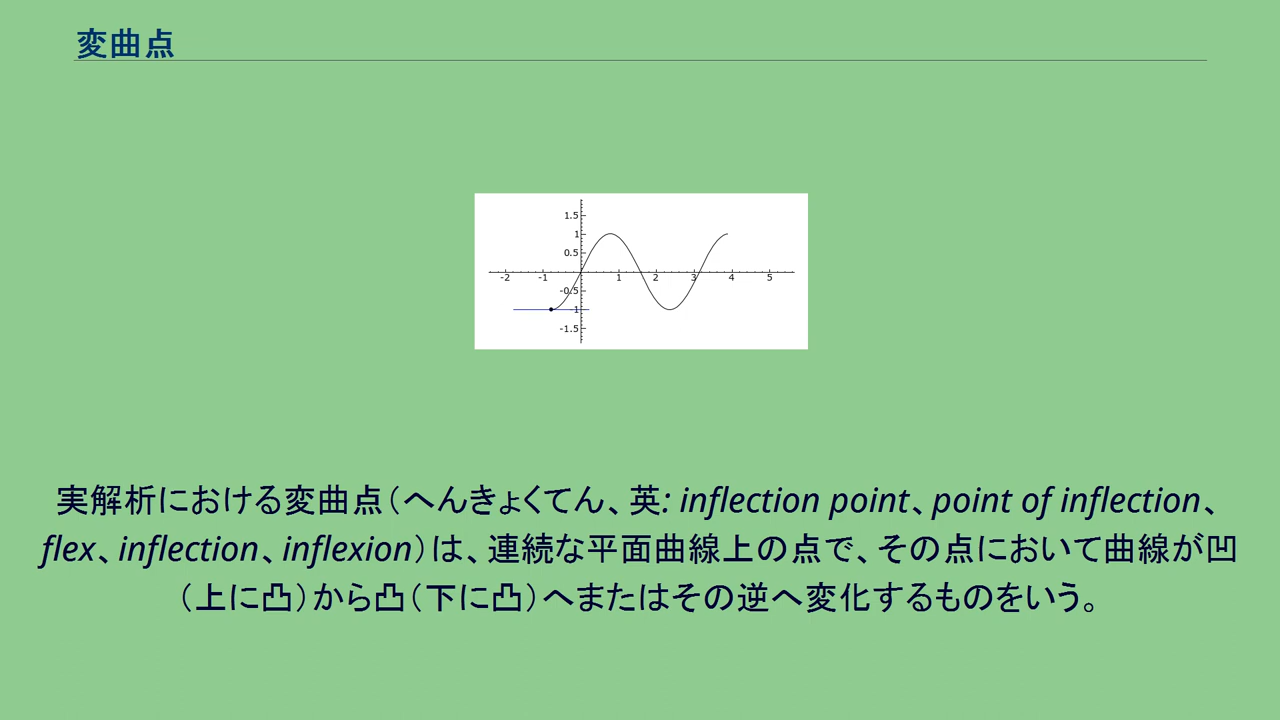 変曲点
1.5
1
0.5
-2 -1 1 2 3 4 5
-0.5
-1
-1.5
実解析における変曲点（へんきょくてん、英: inflection point、point of inflection、
flex、inflection、inflexion）は、連続な平面曲線上の点で、その点において曲線が凹
（上に凸）から凸（下に凸）へまたはその逆へ変化するものをいう。